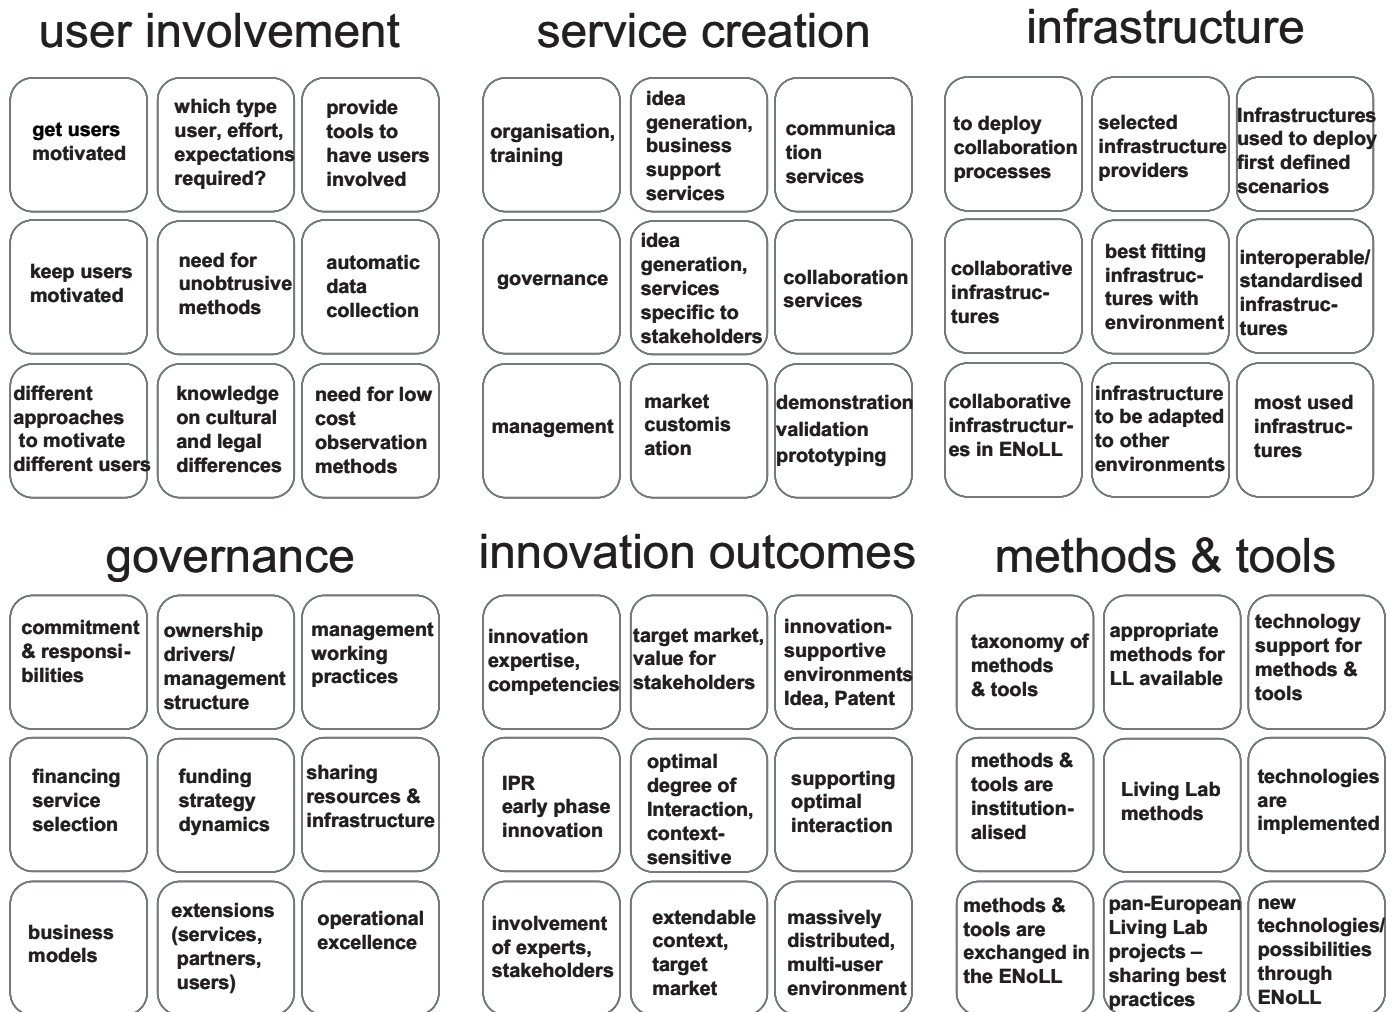 user involvement
get users
motivated
which type
user, effort,
expectations
required?
provide
tools to
have users
involved
keep users
motivated
need for
unobtrusive
methods
automatic
data
collection
different
approaches
to motivate
different users
knowledge
on cultural
and legal
differences
need for low
cost
observation
methods
service creation
organisation,
training
idea
generation,
business
support
services
communica
tion
services
governance
idea
generation,
services
specific to
stakeholders
collaboration
services
management
market
customis
ation
demonstration
validation
prototyping
infrastructure
to deploy
collaboration
processes
selected
infrastructure
providers
Infrastructures
used to deploy
first defined
scenarios
collaborative
infrastruc-
tures
best fitting
infrastruc-
tures with
environment
interoperable/
standardised
infrastruc-
tures
collaborative
infrastructur-
es in ENoLL
infrastructure
to be adapted
to other
environments
most used
infrastruc-
tures
governance
commitment
& responsi-
bilities
ownership
drivers/
management
structure
management
working
practices
financing
service
selection
funding
strategy
dynamics
sharing
resources &
infrastructure
business
models
extensions
(services,
partners,
users)
operational
excellence
innovation outcomes
innovation
expertise,
competencies
target market,
value for
stakeholders
innovation-
supportive
environments
Idea, Patent
IPR
early phase
innovation
optimal
degree of
Interaction,
context-
sensitive
supporting
optimal
interaction
involvement
of experts,
stakeholders
extendable
context,
target
market
massively
distributed,
multi-user
environment
methods & tools
taxonomy of
methods
& tools
appropriate
methods for
LL available
technology
support for
methods &
tools
methods &
tools are
institution-
alised
Living Lab
methods
technologies
are
implemented
methods &
tools are
exchanged in
the ENoLL
pan-European
Living Lab
projects –
sharing best
practices
new
technologies/
possibilities
through
ENoLL